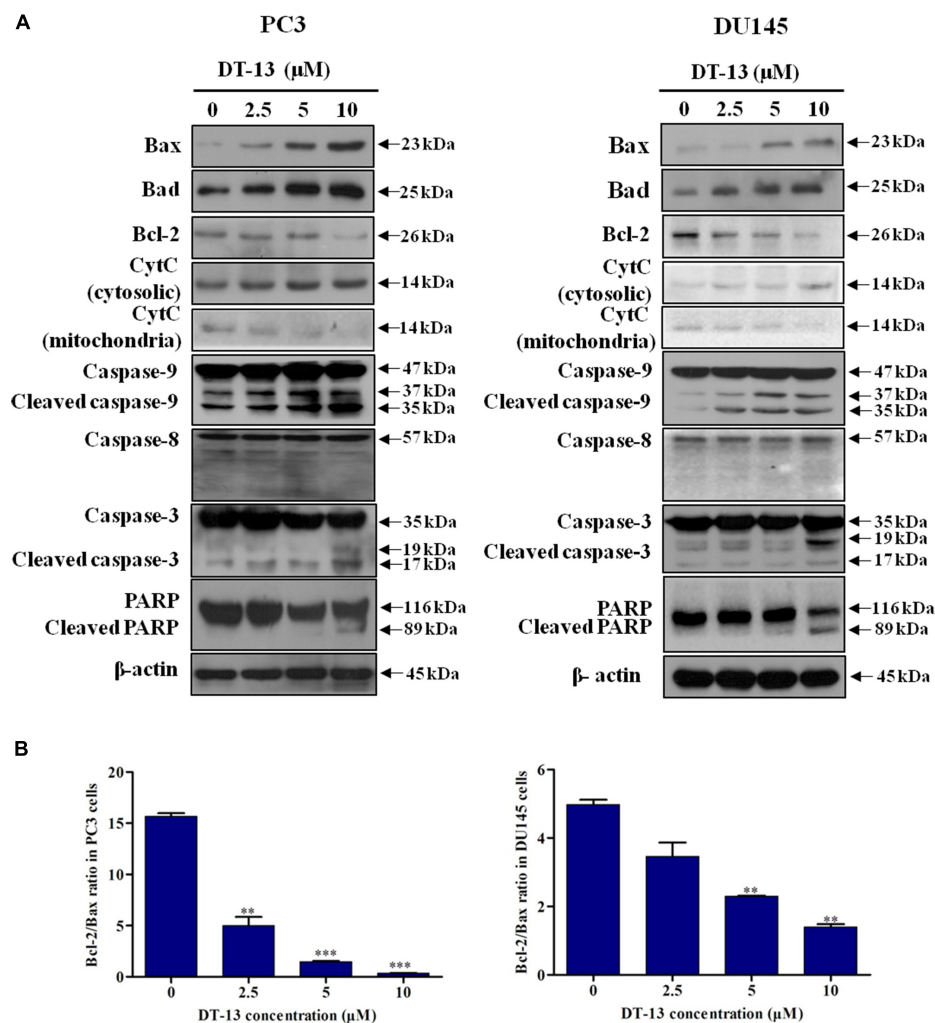 A
PC3
DT-13 (µM)
0 2.5 5 10
Bax 23kDa
Bad 25kDa
Bcl-2 26kDa
CytC
(cytosolic) 14kDa
CytC
(mitochondria) 14kDa
Caspase-9 47kDa
37kDa
Cleaved caspase-9 35kDa
Caspase-8 57kDa
Caspase-3 35kDa
19kDa
Cleaved caspase-3 17kDa
PARP 116kDa
Cleaved PARP 89kDa
β-actin 45kDa
DU145
DT-13 (µM)
0 2.5 5 10
Bax 23kDa
Bad 25kDa
Bcl-2 26kDa
CytC
(cytosolic) 14kDa
CytC
(mitochondria) 14kDa
Caspase-9 47kDa
37kDa
Cleaved caspase-9 35kDa
Caspase-8 57kDa
Caspase-3 35kDa
19kDa
Cleaved caspase-3 17kDa
PARP 116kDa
Cleaved PARP 89kDa
β- actin 45kDa
B
Bcl-2/Bax ratio in PC3 cells
20
15
10
5
0
**
***
***
0 2.5 5 10
DT-13 concentration (µM)
Bcl-2/Bax ratio in DU145 cells
6
4
2
0
**
**
0 2.5 5 10
DT-13 concentration (µM)